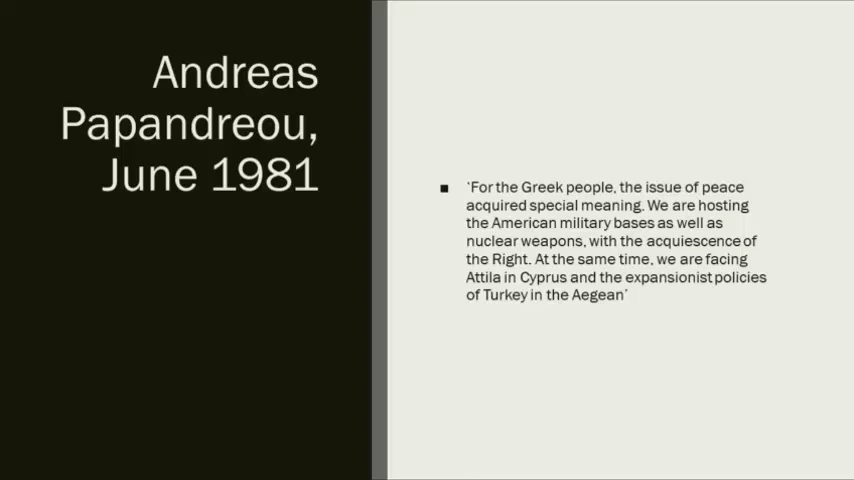 Andreas
Papandreou,
June 1981
■ ‘For the Greek people, the issue of peace
acquired special meaning. We are hosting
the American military bases as well as
nuclear weapons, with the acquiescence of
the Right. At the same time, we are facing
Attila in Cyprus and the expansionist policies
of Turkey in the Aegean’